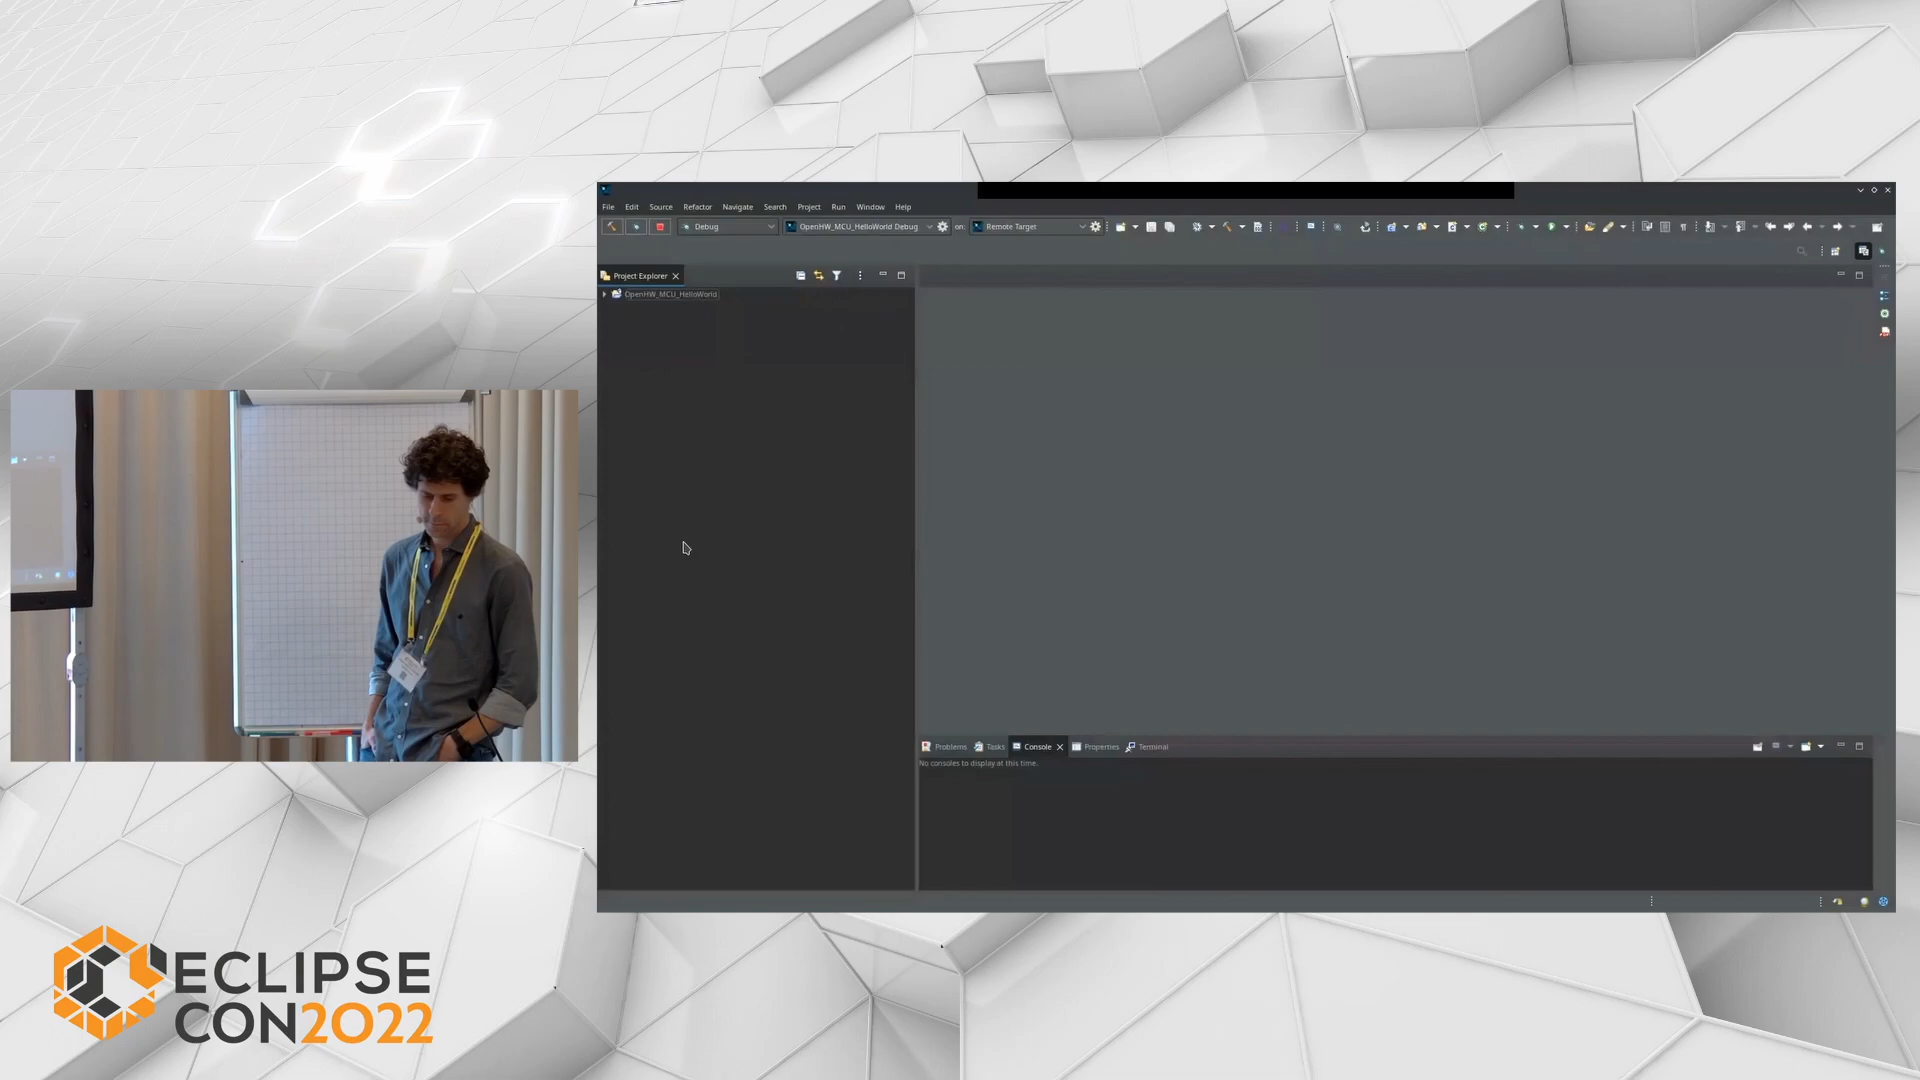 File Edit Source Refactor Navigate Search Project Run Window Help
Debug OpenHW_MCU_HelloWorld Debug on: Remote Target
Project Explorer
OpenHW_MCU_HelloWorld
Problems Tasks Console Properties Terminal
No consoles to display at this time.
ECLIPSE
CON2022